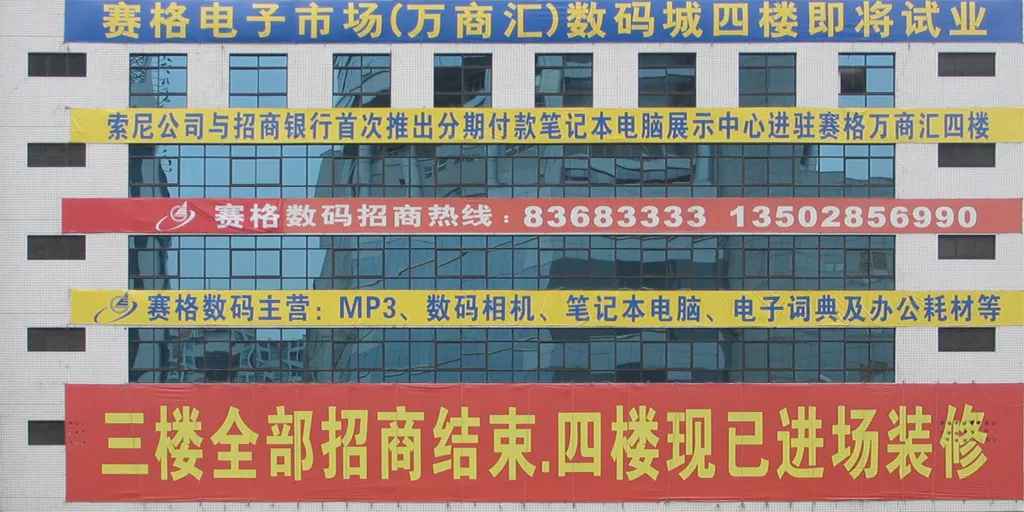 赛格电子市场(万商汇)数码城四楼即将试业
索尼公司与招商银行首次推出分期付款笔记本电脑展示中心进驻赛格万商汇四楼
赛格数码招商热线：83683333 13502856990
赛格数码主营：MP3、数码相机、笔记本电脑、电子词典及办公耗材等
三楼全部招商结束.四楼现已进场装修